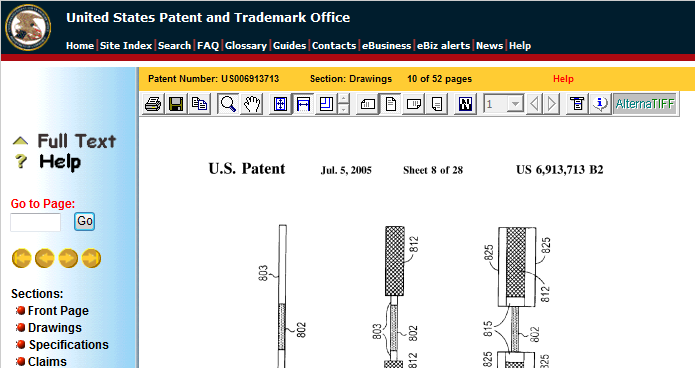 United States Patent and Trademark Office
Home|Site Index|Search|FAQ|Glossary|Guides|Contacts|eBusiness|eBiz alerts|News|Help
Patent Number: US006913713 Section: Drawings 10 of 52 pages Help
1 AlternaTIFF
Full Text
? Help
Go to Page:
Go
Sections:
Front Page
Drawings
Specifications
Claims
U.S. Patent Jul. 5, 2005 Sheet 8 of 28 US 6,913,713 B2
803
802
812
803
802
812
825
825
812
815
802
825
825